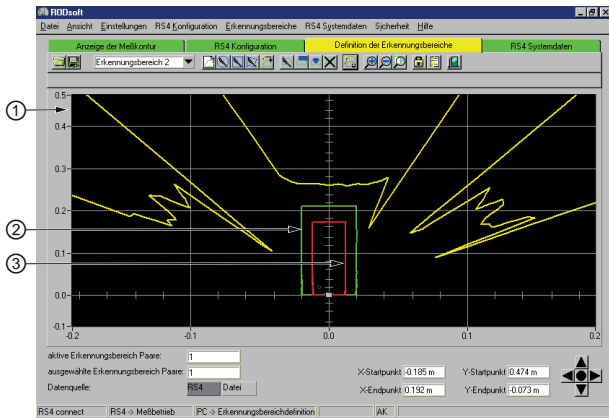 RODsoft
Datei Ansicht Einstellungen RS4 Konfiguration Erkennungsbereiche RS4 Systemdaten Sicherheit Hilfe
Anzeige der Meßkontur RS4 Konfiguration Definition der Erkennungsbereiche RS4 Systemdaten
Erkennungsbereich 2
1
0.5
0.4
0.3
0.2
2
0.1
3
0.0
-0.1
-0.2 -0.1 0.0 0.1 0.2
aktive Erkennungsbereich Paare: 1
ausgewählte Erkennungsbereich Paare: 1
Datenquelle: RS4 Datei
X-Startpunkt -0.185 m Y-Startpunkt 0.474 m
X-Endpunkt 0.192 m Y-Endpunkt -0.073 m
RS4 connect RS4 -> Meßbetrieb PC -> Erkennungsbereichdefinition AK